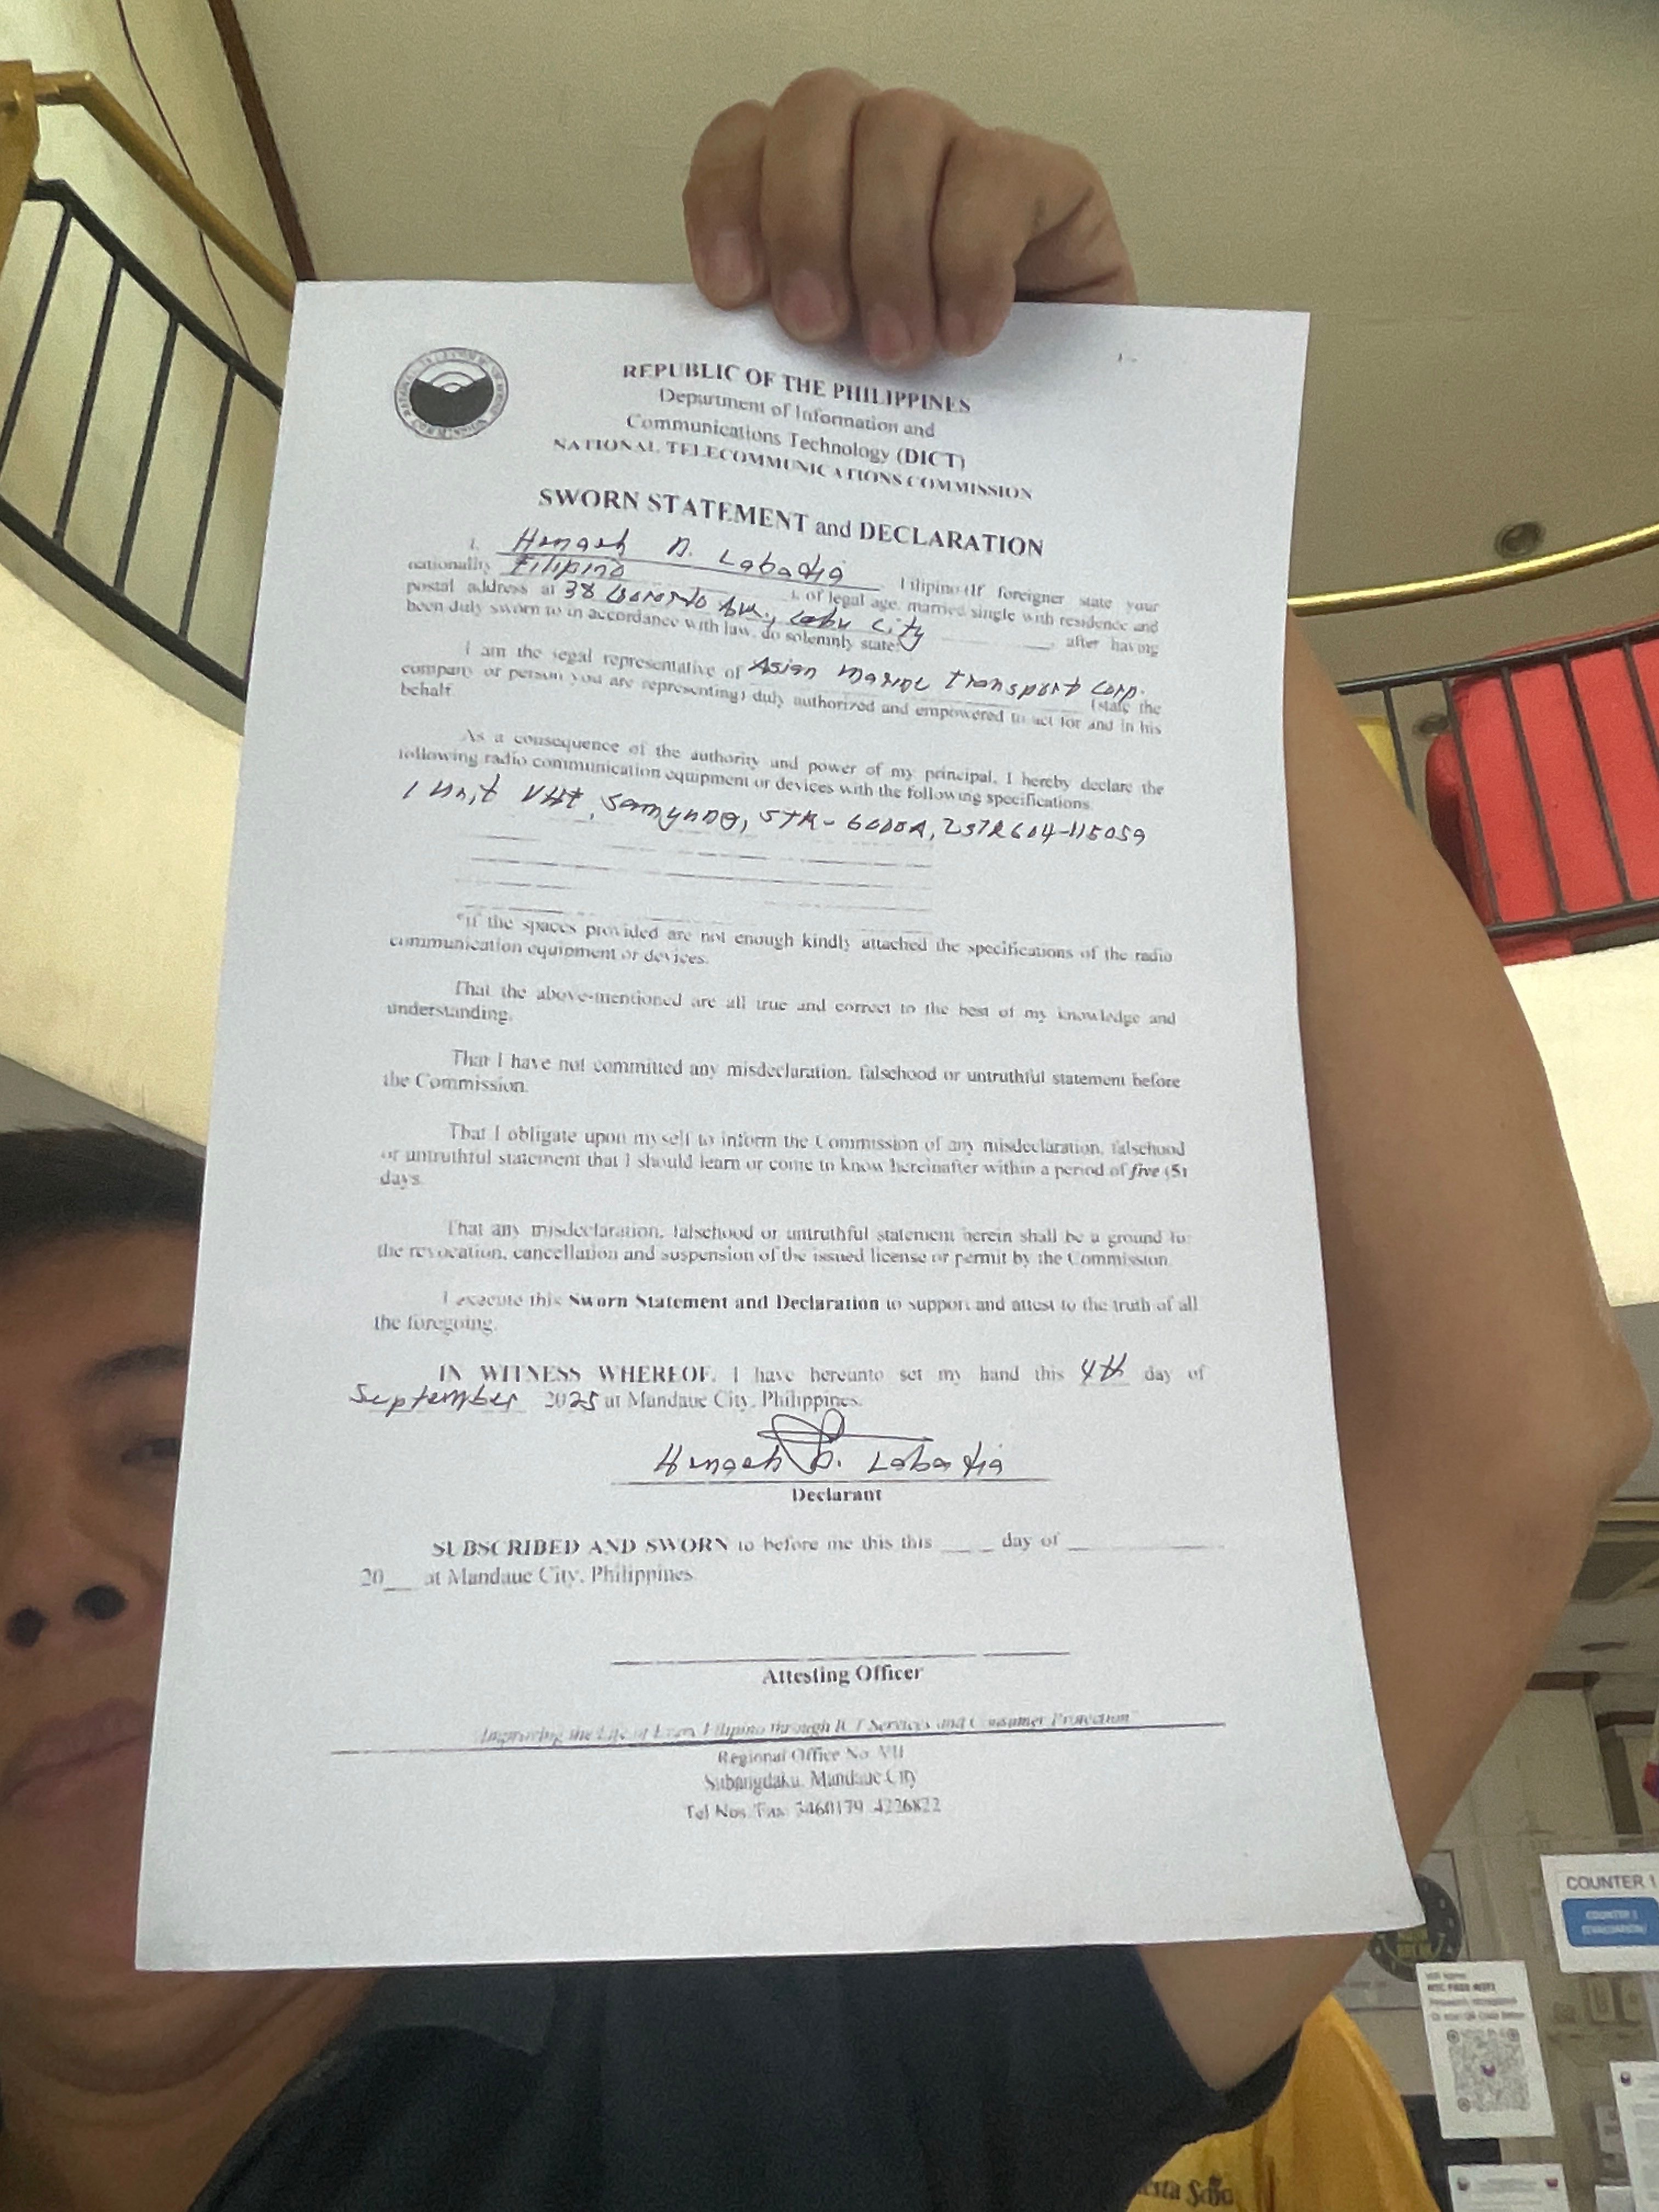 REPUBLIC OF THE PHILIPPINES
Department of Information and
Communications Technology (DICT)
NATIONAL TELECOMMUNICATIONS COMMISSION
SWORN STATEMENT and DECLARATION
I, D. Labadia Filipino (If foreigner state your
nationality Filipino ), of legal age, married single with residence and
postal address at 38 Ave., Cebu City , after having
been duly sworn to in accordance with law, do solemnly state:
I am the legal representative of Asian Marine Transport Corp. (state the
company or person you are representing) duly authorized and empowered to act for and in his
behalf.
As a consequence of the authority and power of my principal, I hereby declare the
following radio communication equipment or devices with the following specifications:
1 Unit VHF, Samyung, STR-6000A, 2STR604-115059
*If the spaces provided are not enough kindly attached the specifications of the radio
communication equipment or devices.
That the above-mentioned are all true and correct to the best of my knowledge and
understanding.
That I have not committed any misdeclaration, falsehood or untruthful statement before
the Commission.
That I obligate upon myself to inform the Commission of any misdeclaration, falsehood
or untruthful statement that I should learn or come to know hereinafter within a period of five (5)
days.
That any misdeclaration, falsehood or untruthful statement herein shall be a ground for
the revocation, cancellation and suspension of the issued license or permit by the Commission.
I execute this Sworn Statement and Declaration to support and attest to the truth of all
the foregoing.
IN WITNESS WHEREOF, I have hereunto set my hand this 4th day of
September 2025 at Mandaue City, Philippines.
D. Labadia
Declarant
SUBSCRIBED AND SWORN to before me this this ____ day of ____
20__ at Mandaue City, Philippines.
Attesting Officer
"Improving the Life of Every Filipino through ICT Services and Consumer Protection"
Regional Office No. VII
Subangdaku, Mandaue City
Tel Nos./Fax: 3460179 4226822
COUNTER 1
COUNTER 1